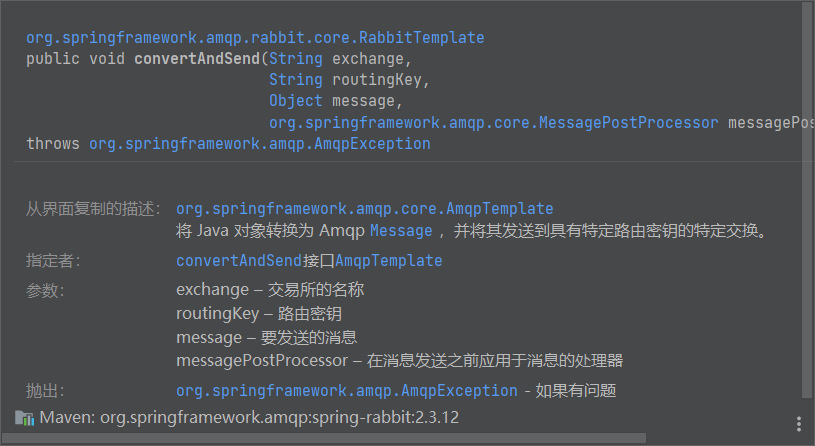 org.springframework.amqp.rabbit.core.RabbitTemplate
public void convertAndSend(String exchange,
String routingKey,
Object message,
org.springframework.amqp.core.MessagePostProcessor messagePos
throws org.springframework.amqp.AmqpException
从界面复制的描述: org.springframework.amqp.core.AmqpTemplate
将 Java 对象转换为 Amqp Message ，并将其发送到具有特定路由密钥的特定交换。
指定者: convertAndSend接口AmqpTemplate
参数: exchange – 交易所的名称
routingKey – 路由密钥
message – 要发送的消息
messagePostProcessor – 在消息发送之前应用于消息的处理器
抛出: org.springframework.amqp.AmqpException - 如果有问题
Maven: org.springframework.amqp:spring-rabbit:2.3.12